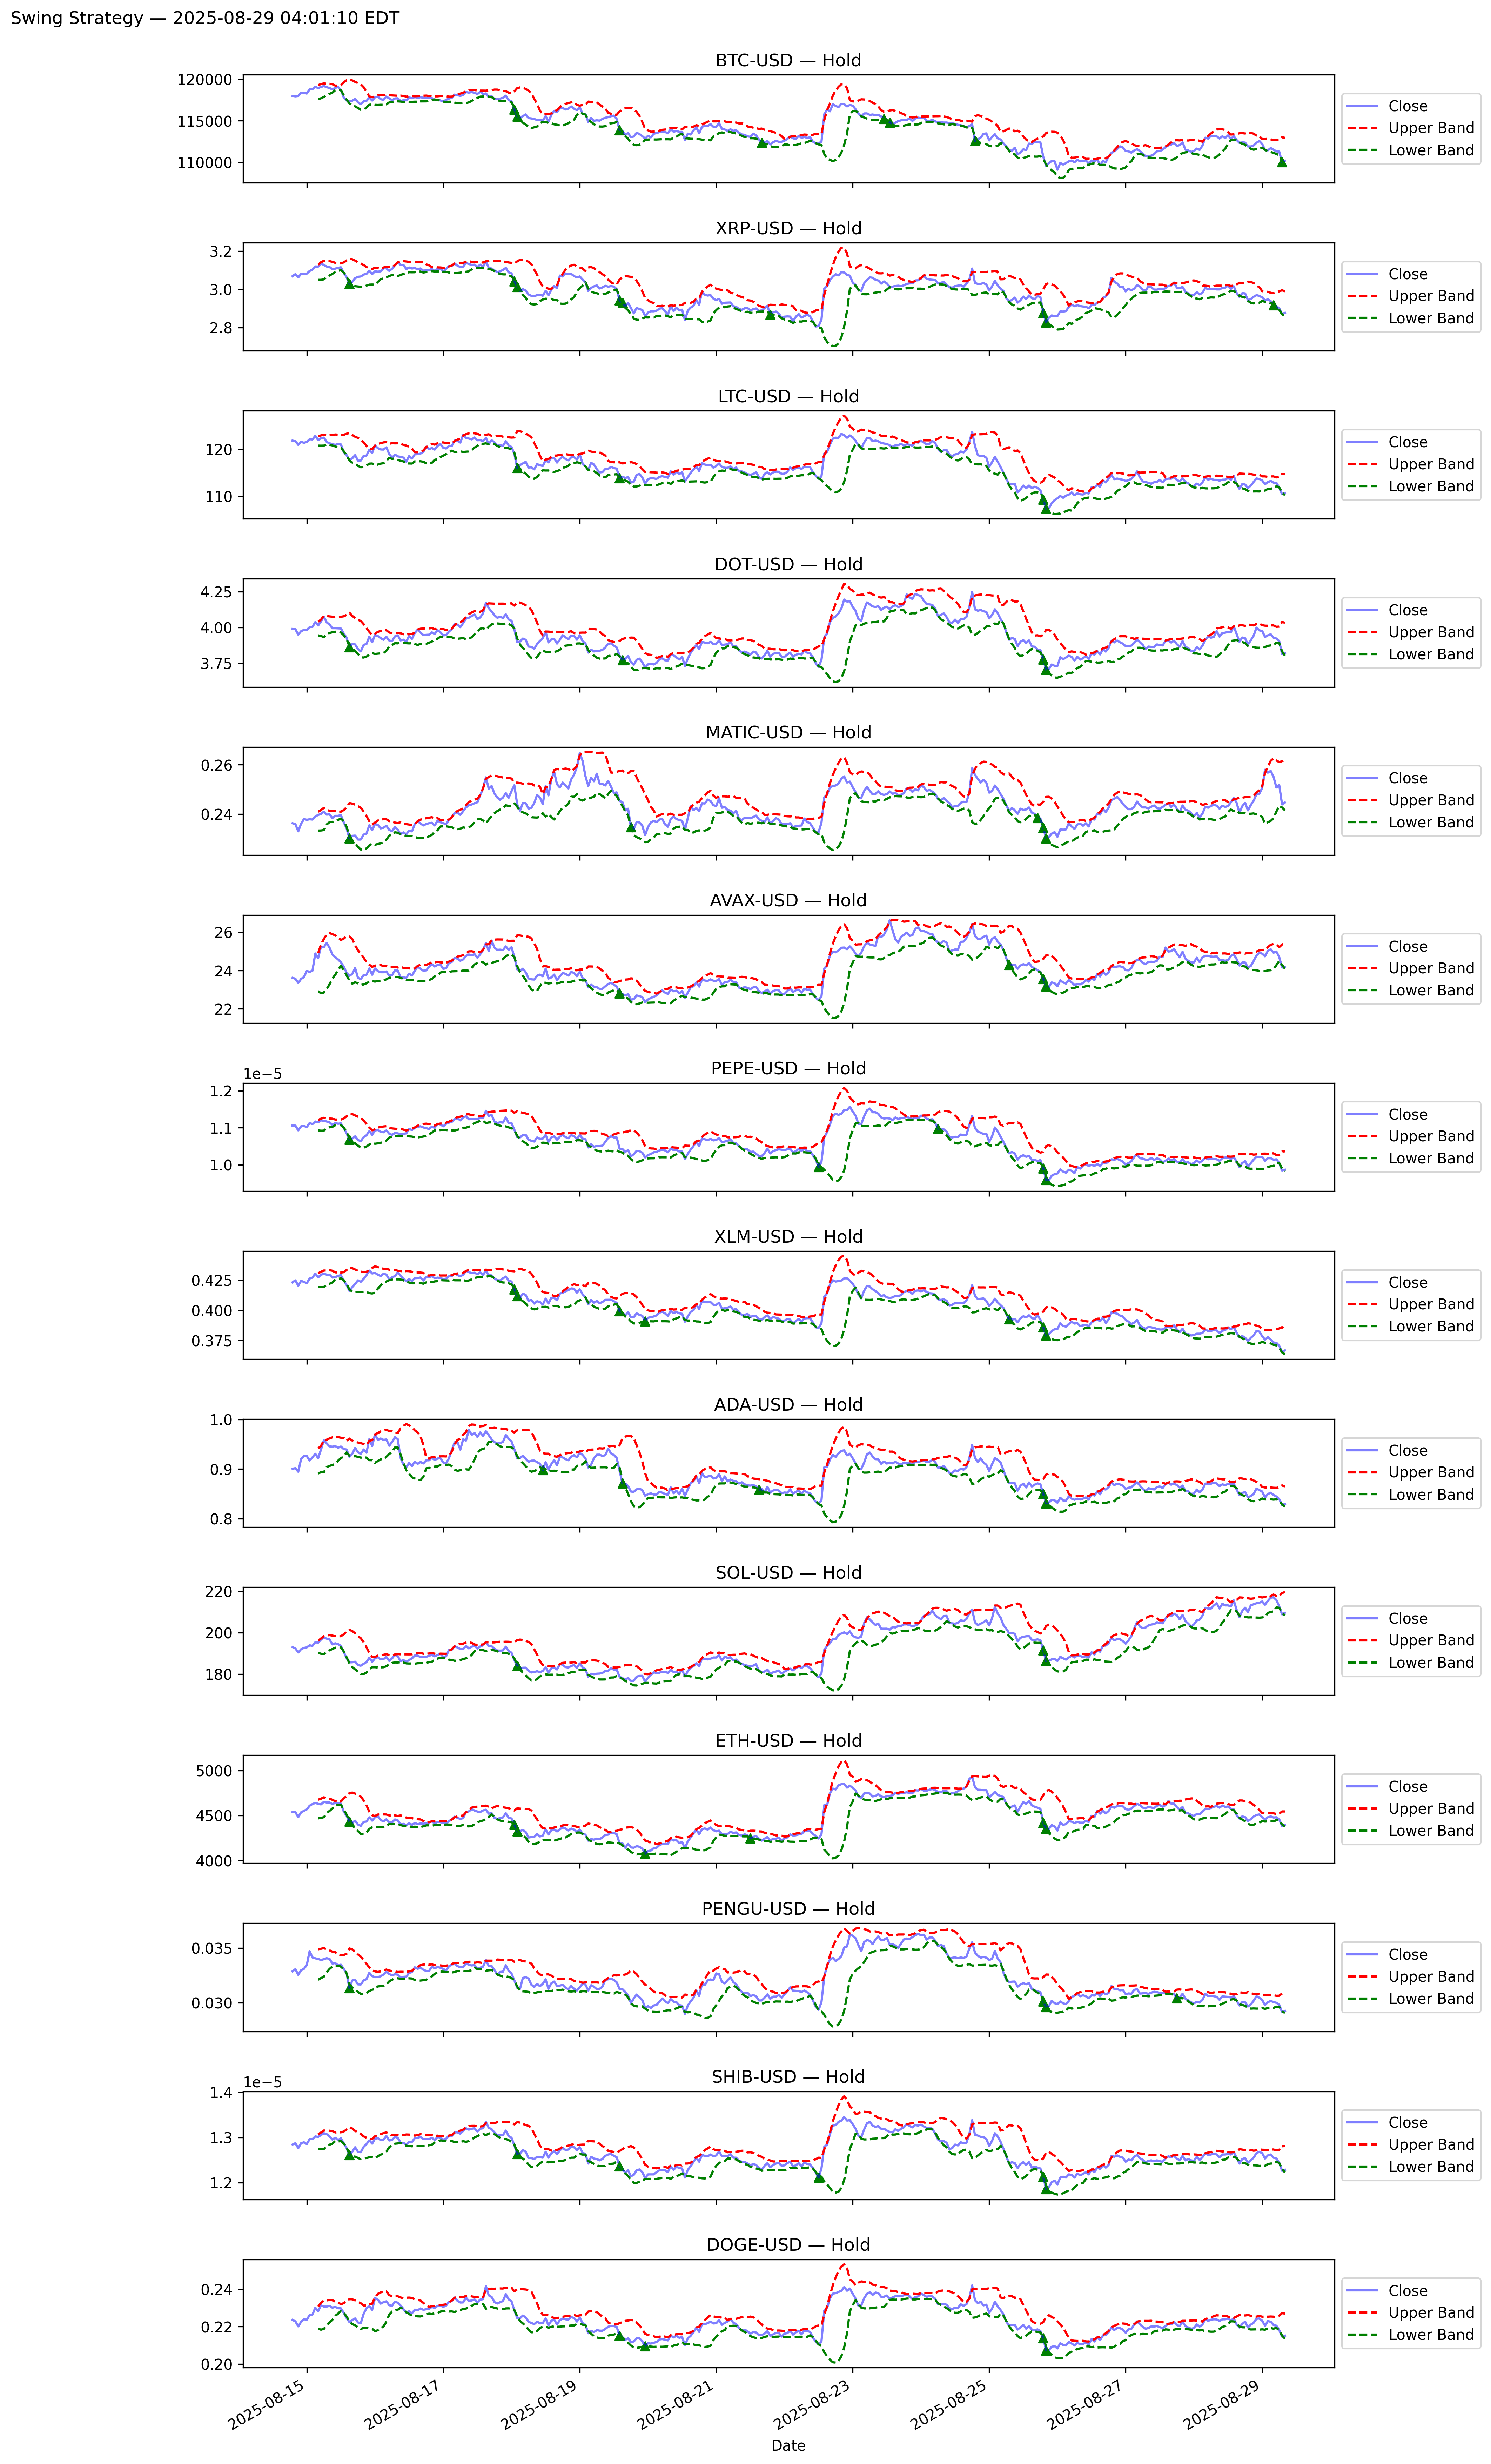 Swing Strategy — 2025-08-29 04:01:10 EDT
BTC-USD — Hold
120000
115000
110000
Close
Upper Band
Lower Band
XRP-USD — Hold
3.2
3.0
2.8
Close
Upper Band
Lower Band
LTC-USD — Hold
120
110
Close
Upper Band
Lower Band
DOT-USD — Hold
4.25
4.00
3.75
Close
Upper Band
Lower Band
MATIC-USD — Hold
0.26
0.24
Close
Upper Band
Lower Band
AVAX-USD — Hold
26
24
22
Close
Upper Band
Lower Band
PEPE-USD — Hold
1e−5
1.2
1.1
1.0
Close
Upper Band
Lower Band
XLM-USD — Hold
0.425
0.400
0.375
Close
Upper Band
Lower Band
ADA-USD — Hold
1.0
0.9
0.8
Close
Upper Band
Lower Band
SOL-USD — Hold
220
200
180
Close
Upper Band
Lower Band
ETH-USD — Hold
5000
4500
4000
Close
Upper Band
Lower Band
PENGU-USD — Hold
0.035
0.030
Close
Upper Band
Lower Band
SHIB-USD — Hold
1e−5
1.4
1.3
1.2
Close
Upper Band
Lower Band
DOGE-USD — Hold
0.24
0.22
0.20
Close
Upper Band
Lower Band
2025-08-15
2025-08-17
2025-08-19
2025-08-21
2025-08-23
2025-08-25
2025-08-27
2025-08-29
Date